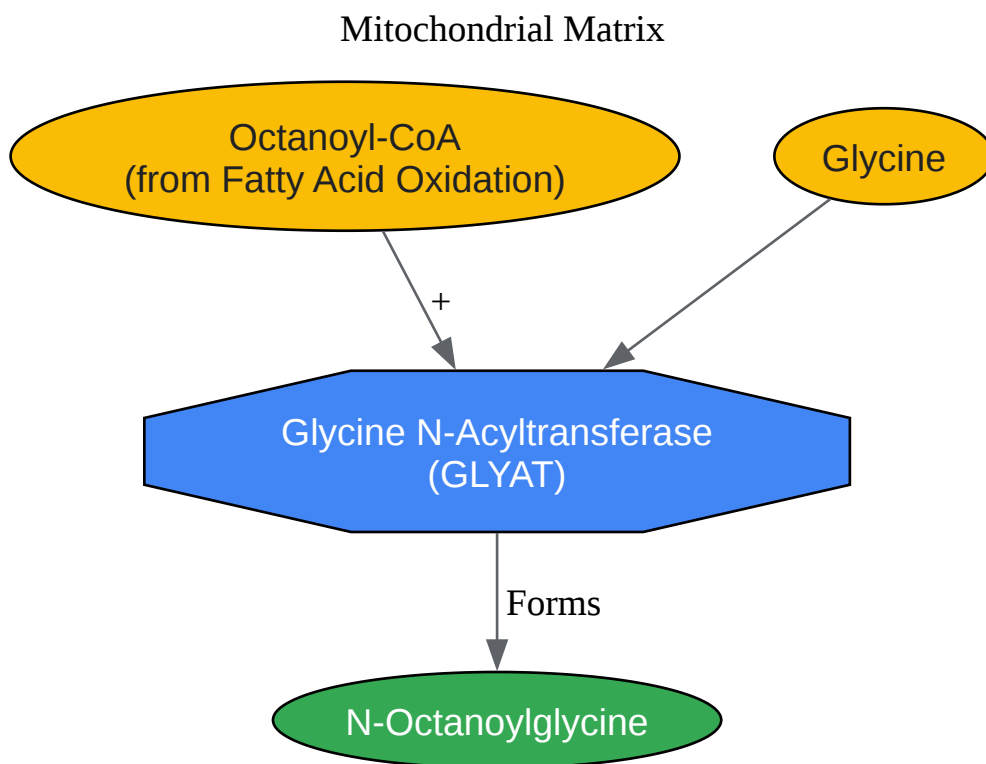 Mitochondrial Matrix
Octanoyl-CoA
(from Fatty Acid Oxidation)
Glycine
+
Glycine N-Acyltransferase
(GLYAT)
Forms
N-Octanoylglycine